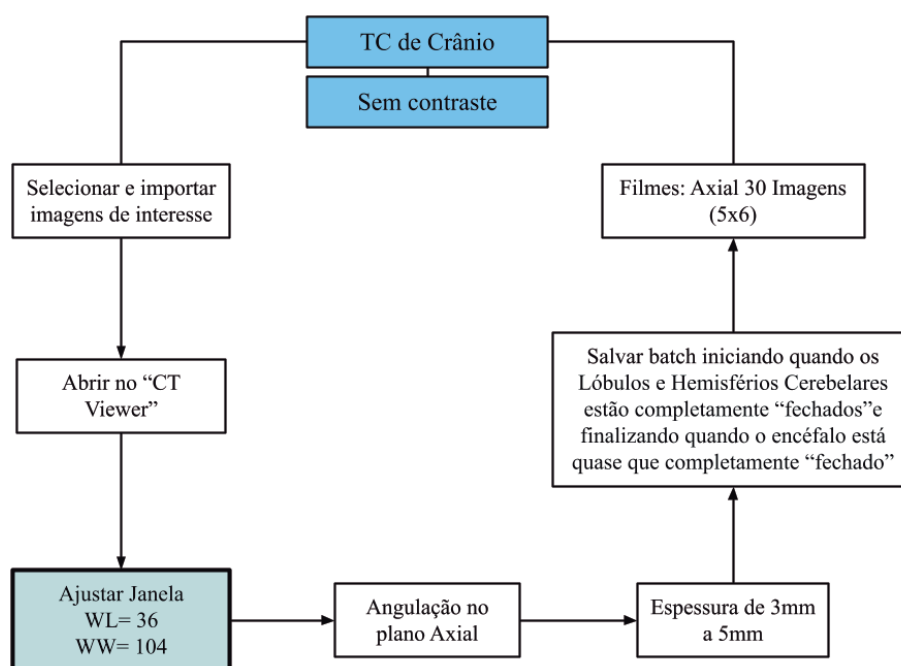 TC de Crânio
Sem contraste
Selecionar e importar
imagens de interesse
Abrir no “CT
Viewer”
Ajustar Janela
WL= 36
WW= 104
Angulação no
plano Axial
Espessura de 3mm
a 5mm
Salvar batch iniciando quando os
Lóbulos e Hemisférios Cerebelares
estão completamente “fechados”e
finalizando quando o encéfalo está
quase que completamente “fechado”
Filmes: Axial 30 Imagens
(5x6)